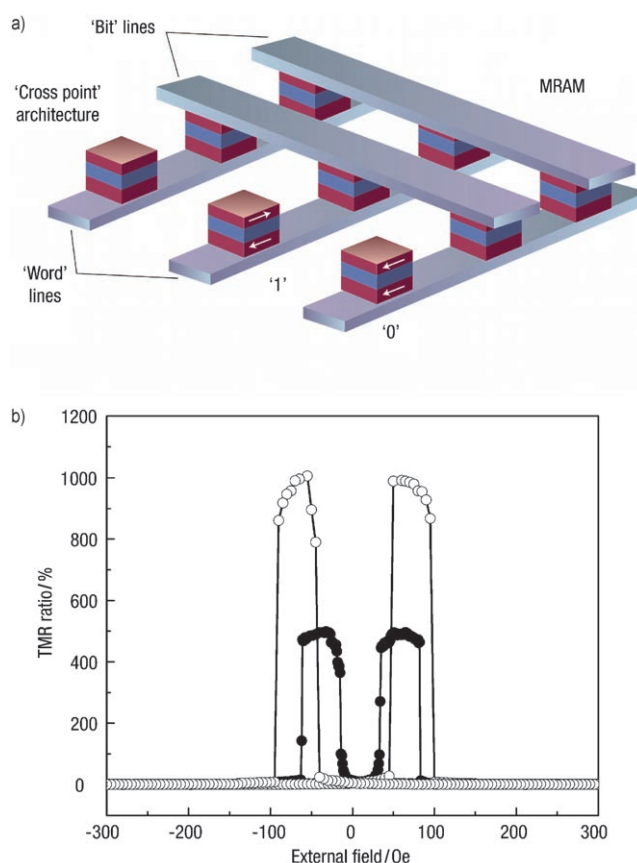 a)
'Bit' lines
MRAM
'Cross point'
architecture
'Word'
lines
'1'
'0'
b)
1200
1000
800
600
400
200
0
TMR ratio/%
-300
-200
-100
0
100
200
300
External field/Oe